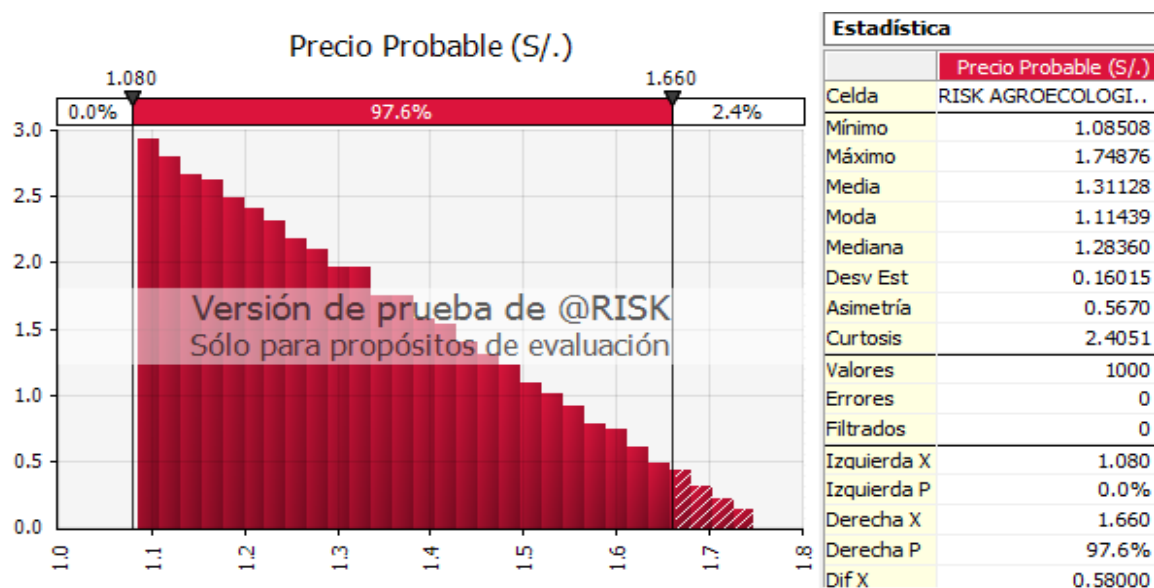 Precio Probable (S/.)
1.080 1.660
0.0% 97.6% 2.4%
3.0
2.5
2.0
1.5
1.0
0.5
0.0
1.0 1.1 1.2 1.3 1.4 1.5 1.6 1.7 1.8
Versión de prueba de @RISK
Sólo para propósitos de evaluación
Estadística
Precio Probable (S/.)
Celda RISK AGROECOLOGI..
Mínimo 1.08508
Máximo 1.74876
Media 1.31128
Moda 1.11439
Mediana 1.28360
Desv Est 0.16015
Asimetría 0.5670
Curtosis 2.4051
Valores 1000
Errores 0
Filtrados 0
Izquierda X 1.080
Izquierda P 0.0%
Derecha X 1.660
Derecha P 97.6%
Dif X 0.58000